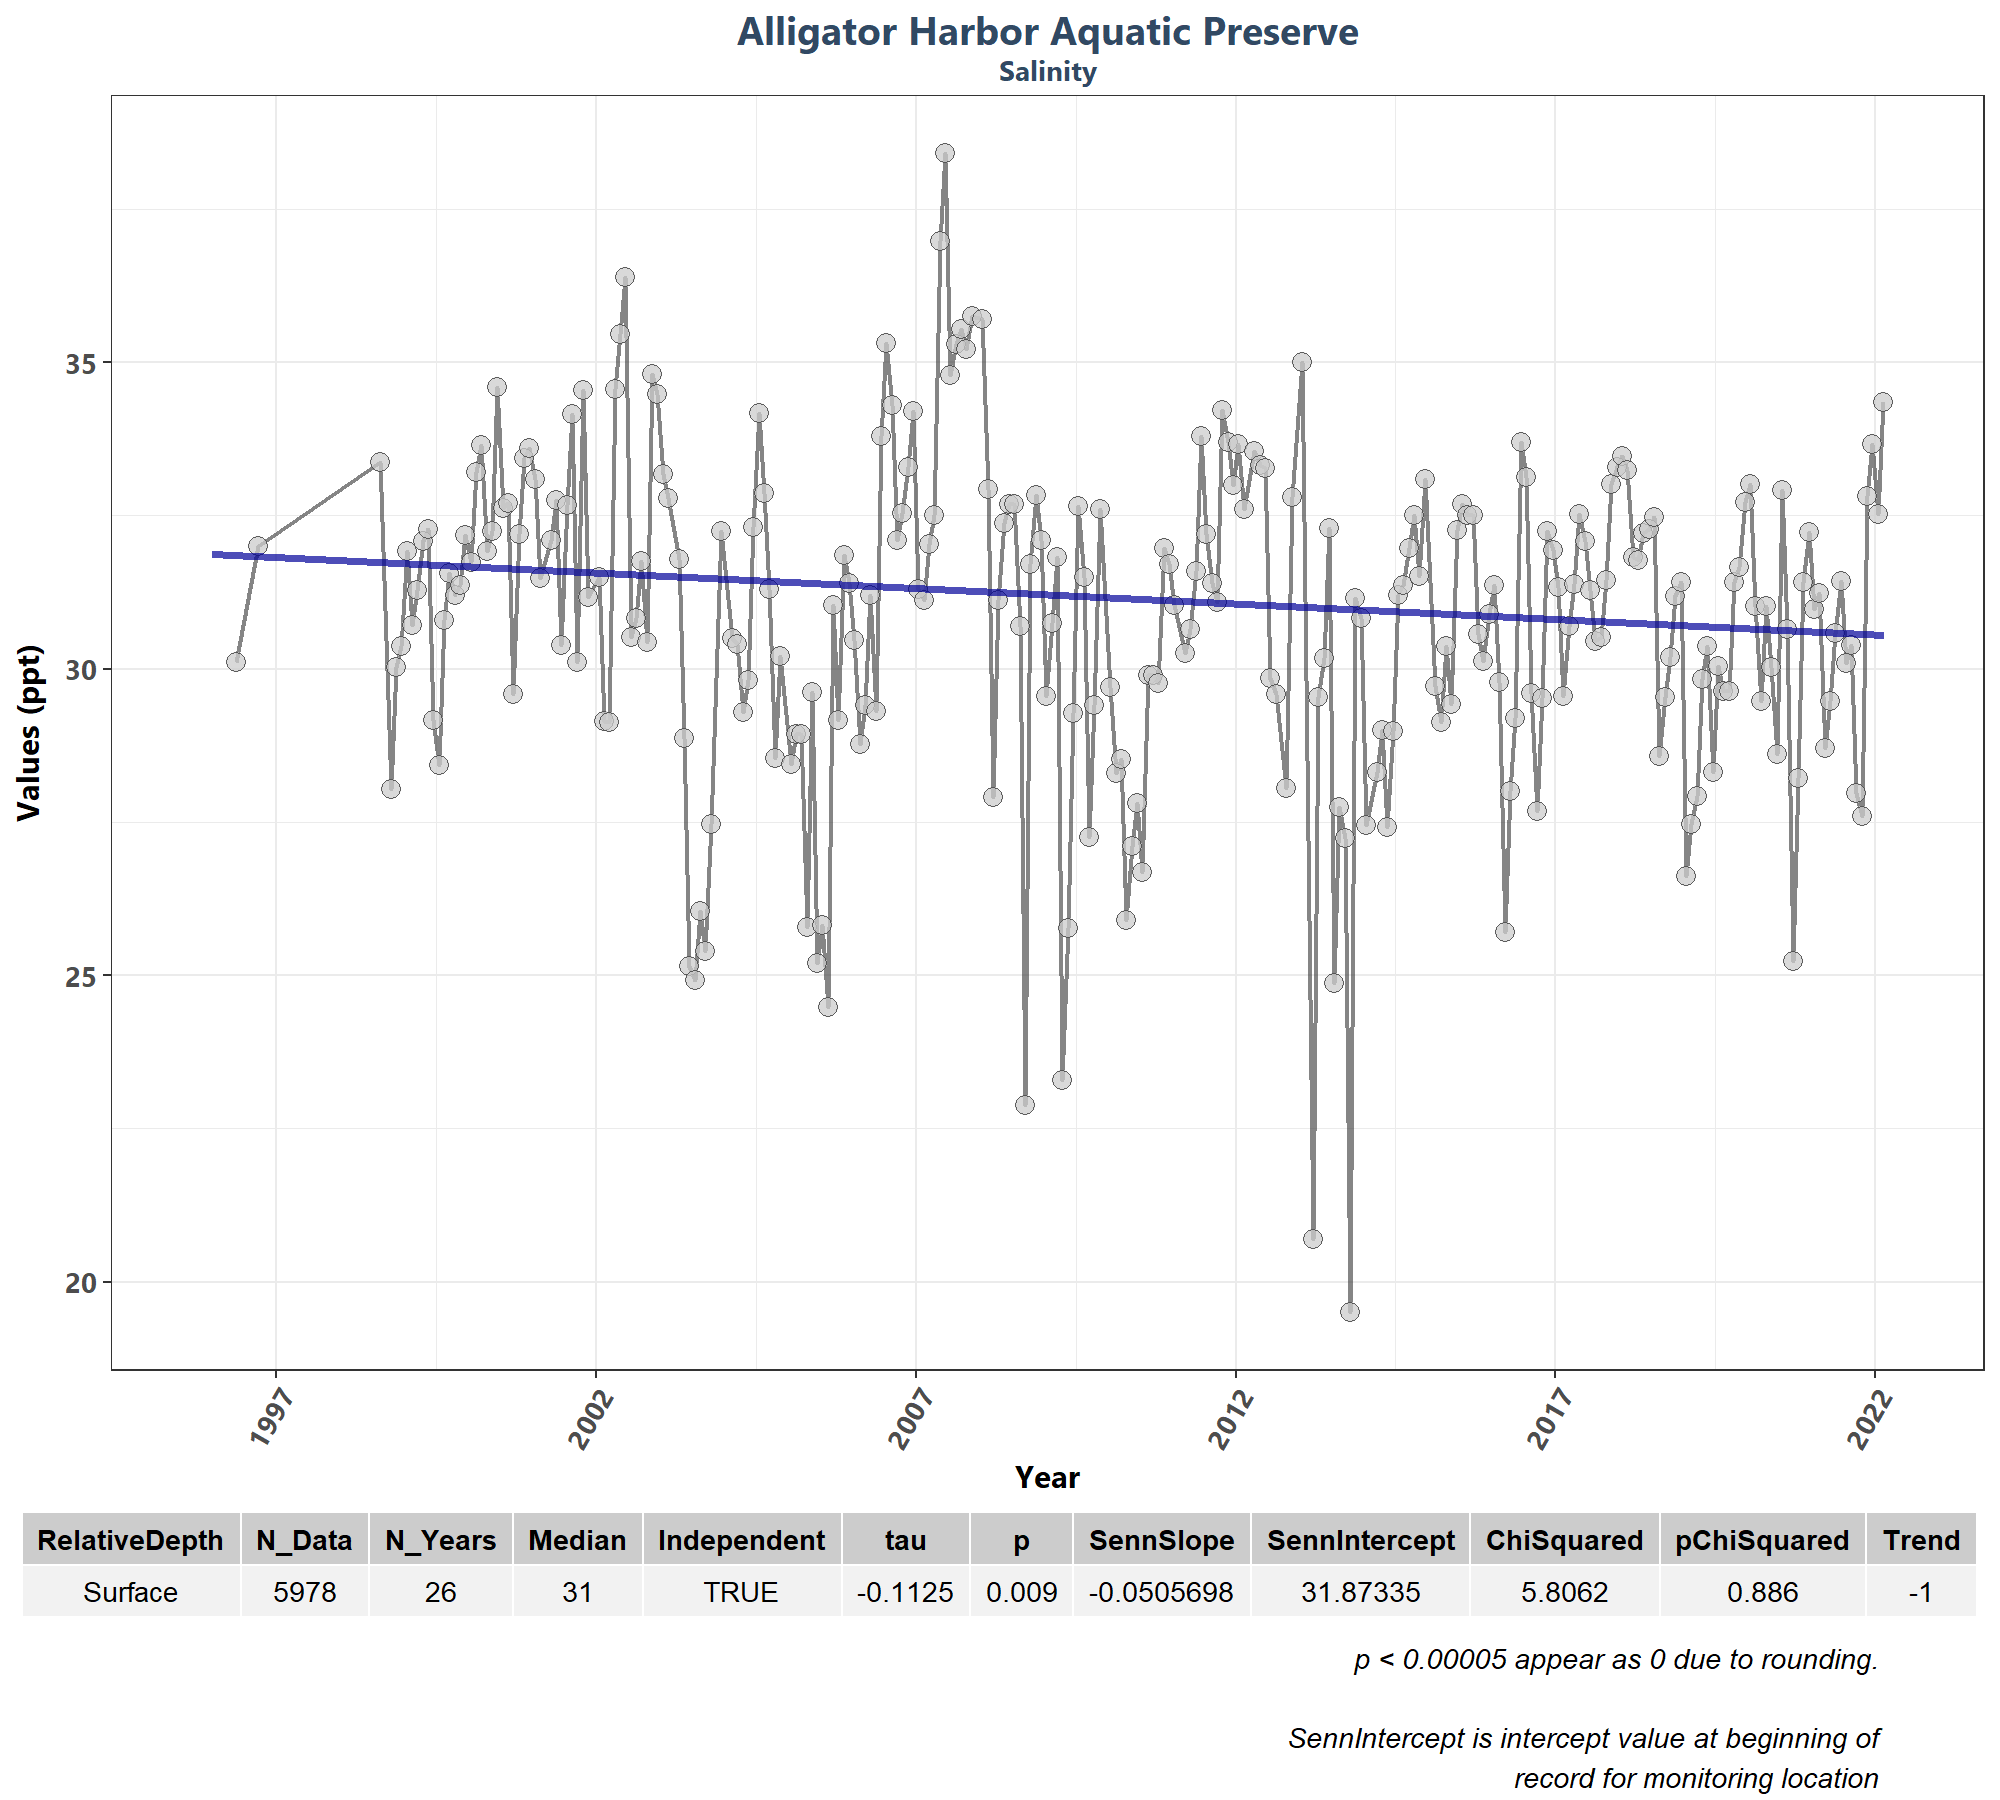 Alligator Harbor Aquatic Preserve
Salinity
Values (ppt)
35
30
25
20
1997 2002 2007 2012 2017 2022
Year
RelativeDepth N_Data N_Years Median Independent tau p SennSlope SennIntercept ChiSquared pChiSquared Trend
Surface 5978 26 31 TRUE -0.1125 0.009 -0.0505698 31.87335 5.8062 0.886 -1
p < 0.00005 appear as 0 due to rounding.
SennIntercept is intercept value at beginning of
record for monitoring location